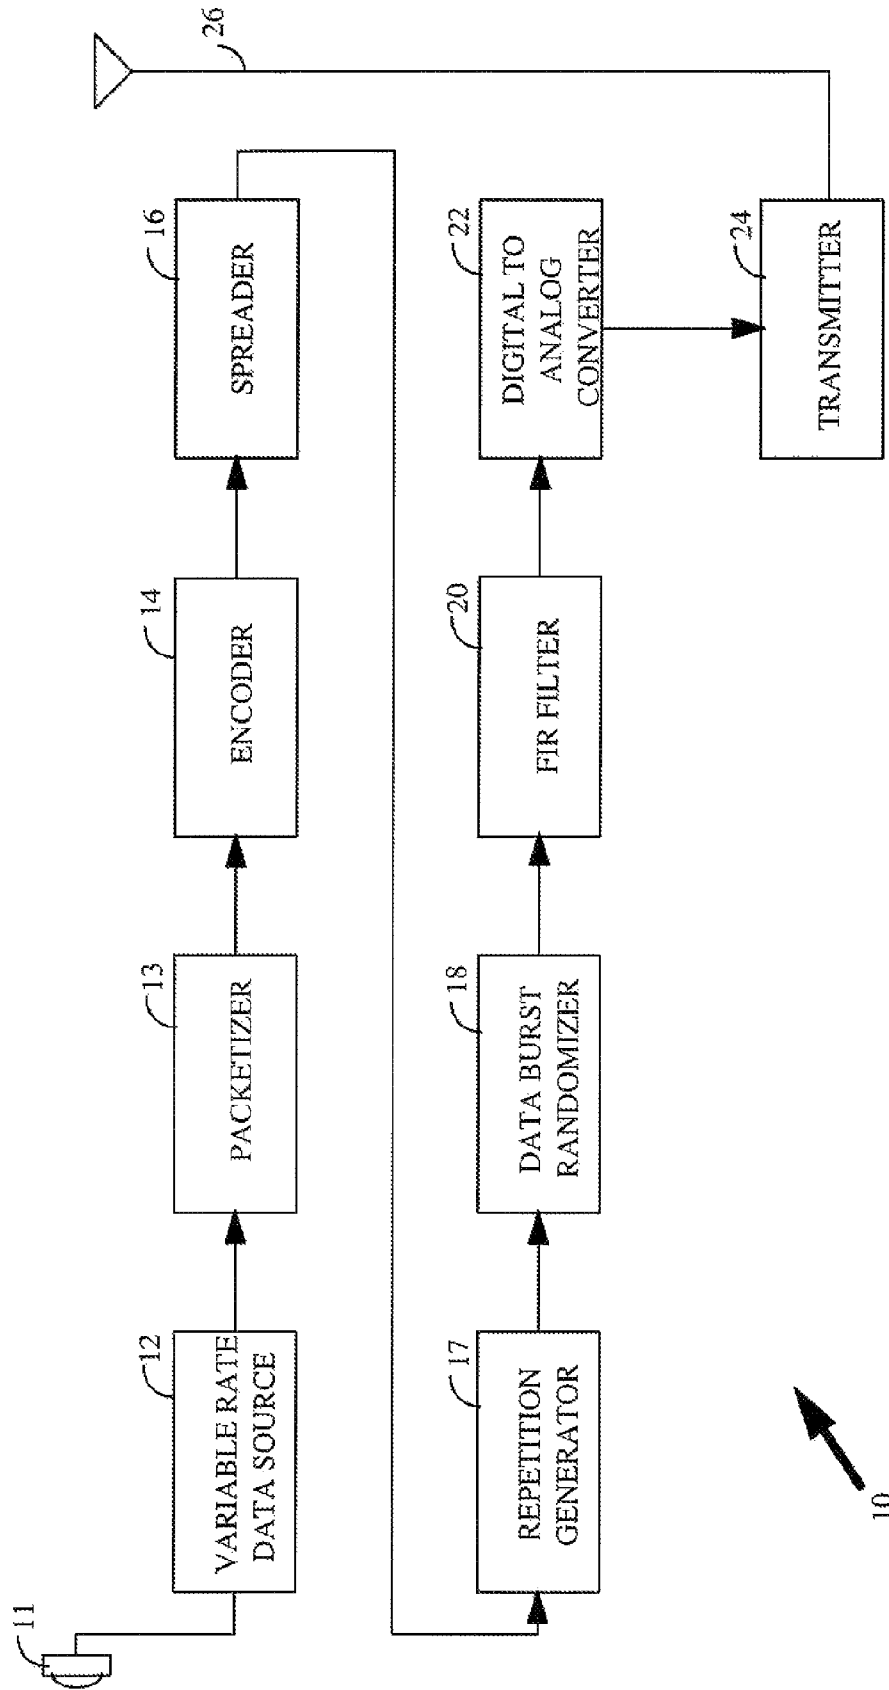 11
12
VARIABLE RATE
DATA SOURCE
13
PACKETIZER
14
ENCODER
16
SPREADER
26
17
REPETITION
GENERATOR
18
DATA BURST
RANDOMIZER
20
FIR FILTER
22
DIGITAL TO
ANALOG
CONVERTER
24
TRANSMITTER
10